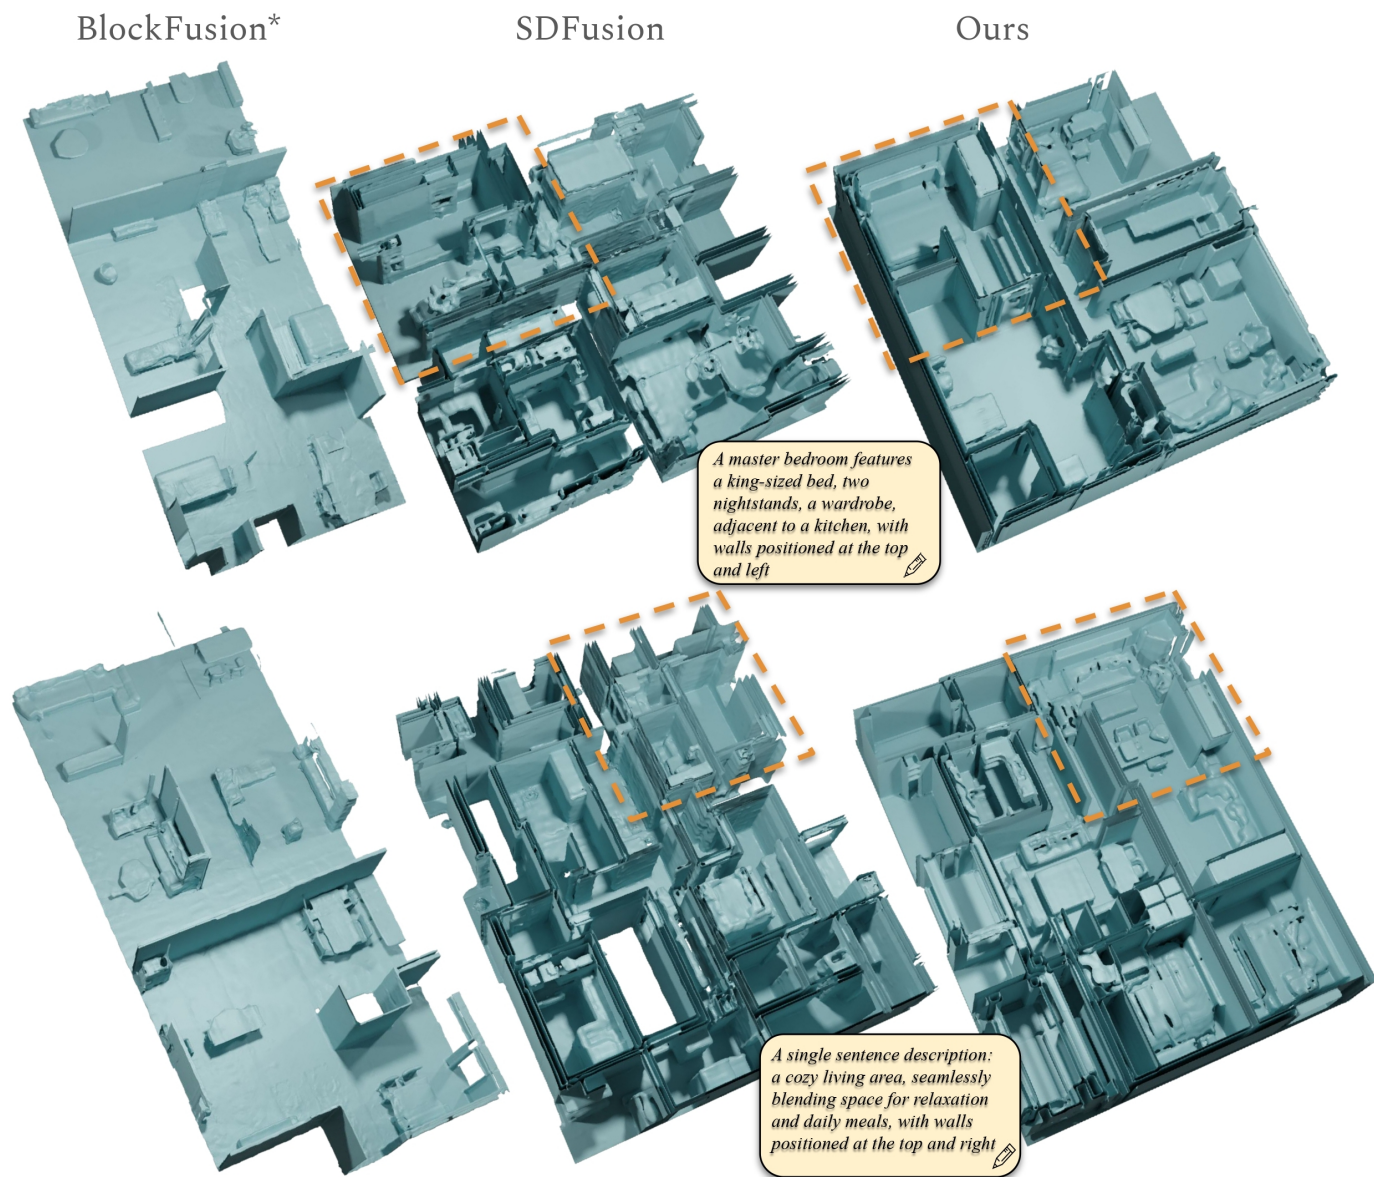 BlockFusion*
SDFusion
Ours
A master bedroom features
a king-sized bed, two
nightstands, a wardrobe,
adjacent to a kitchen, with
walls positioned at the top
and left
A single sentence description:
a cozy living area, seamlessly
blending space for relaxation
and daily meals, with walls
positioned at the top and right